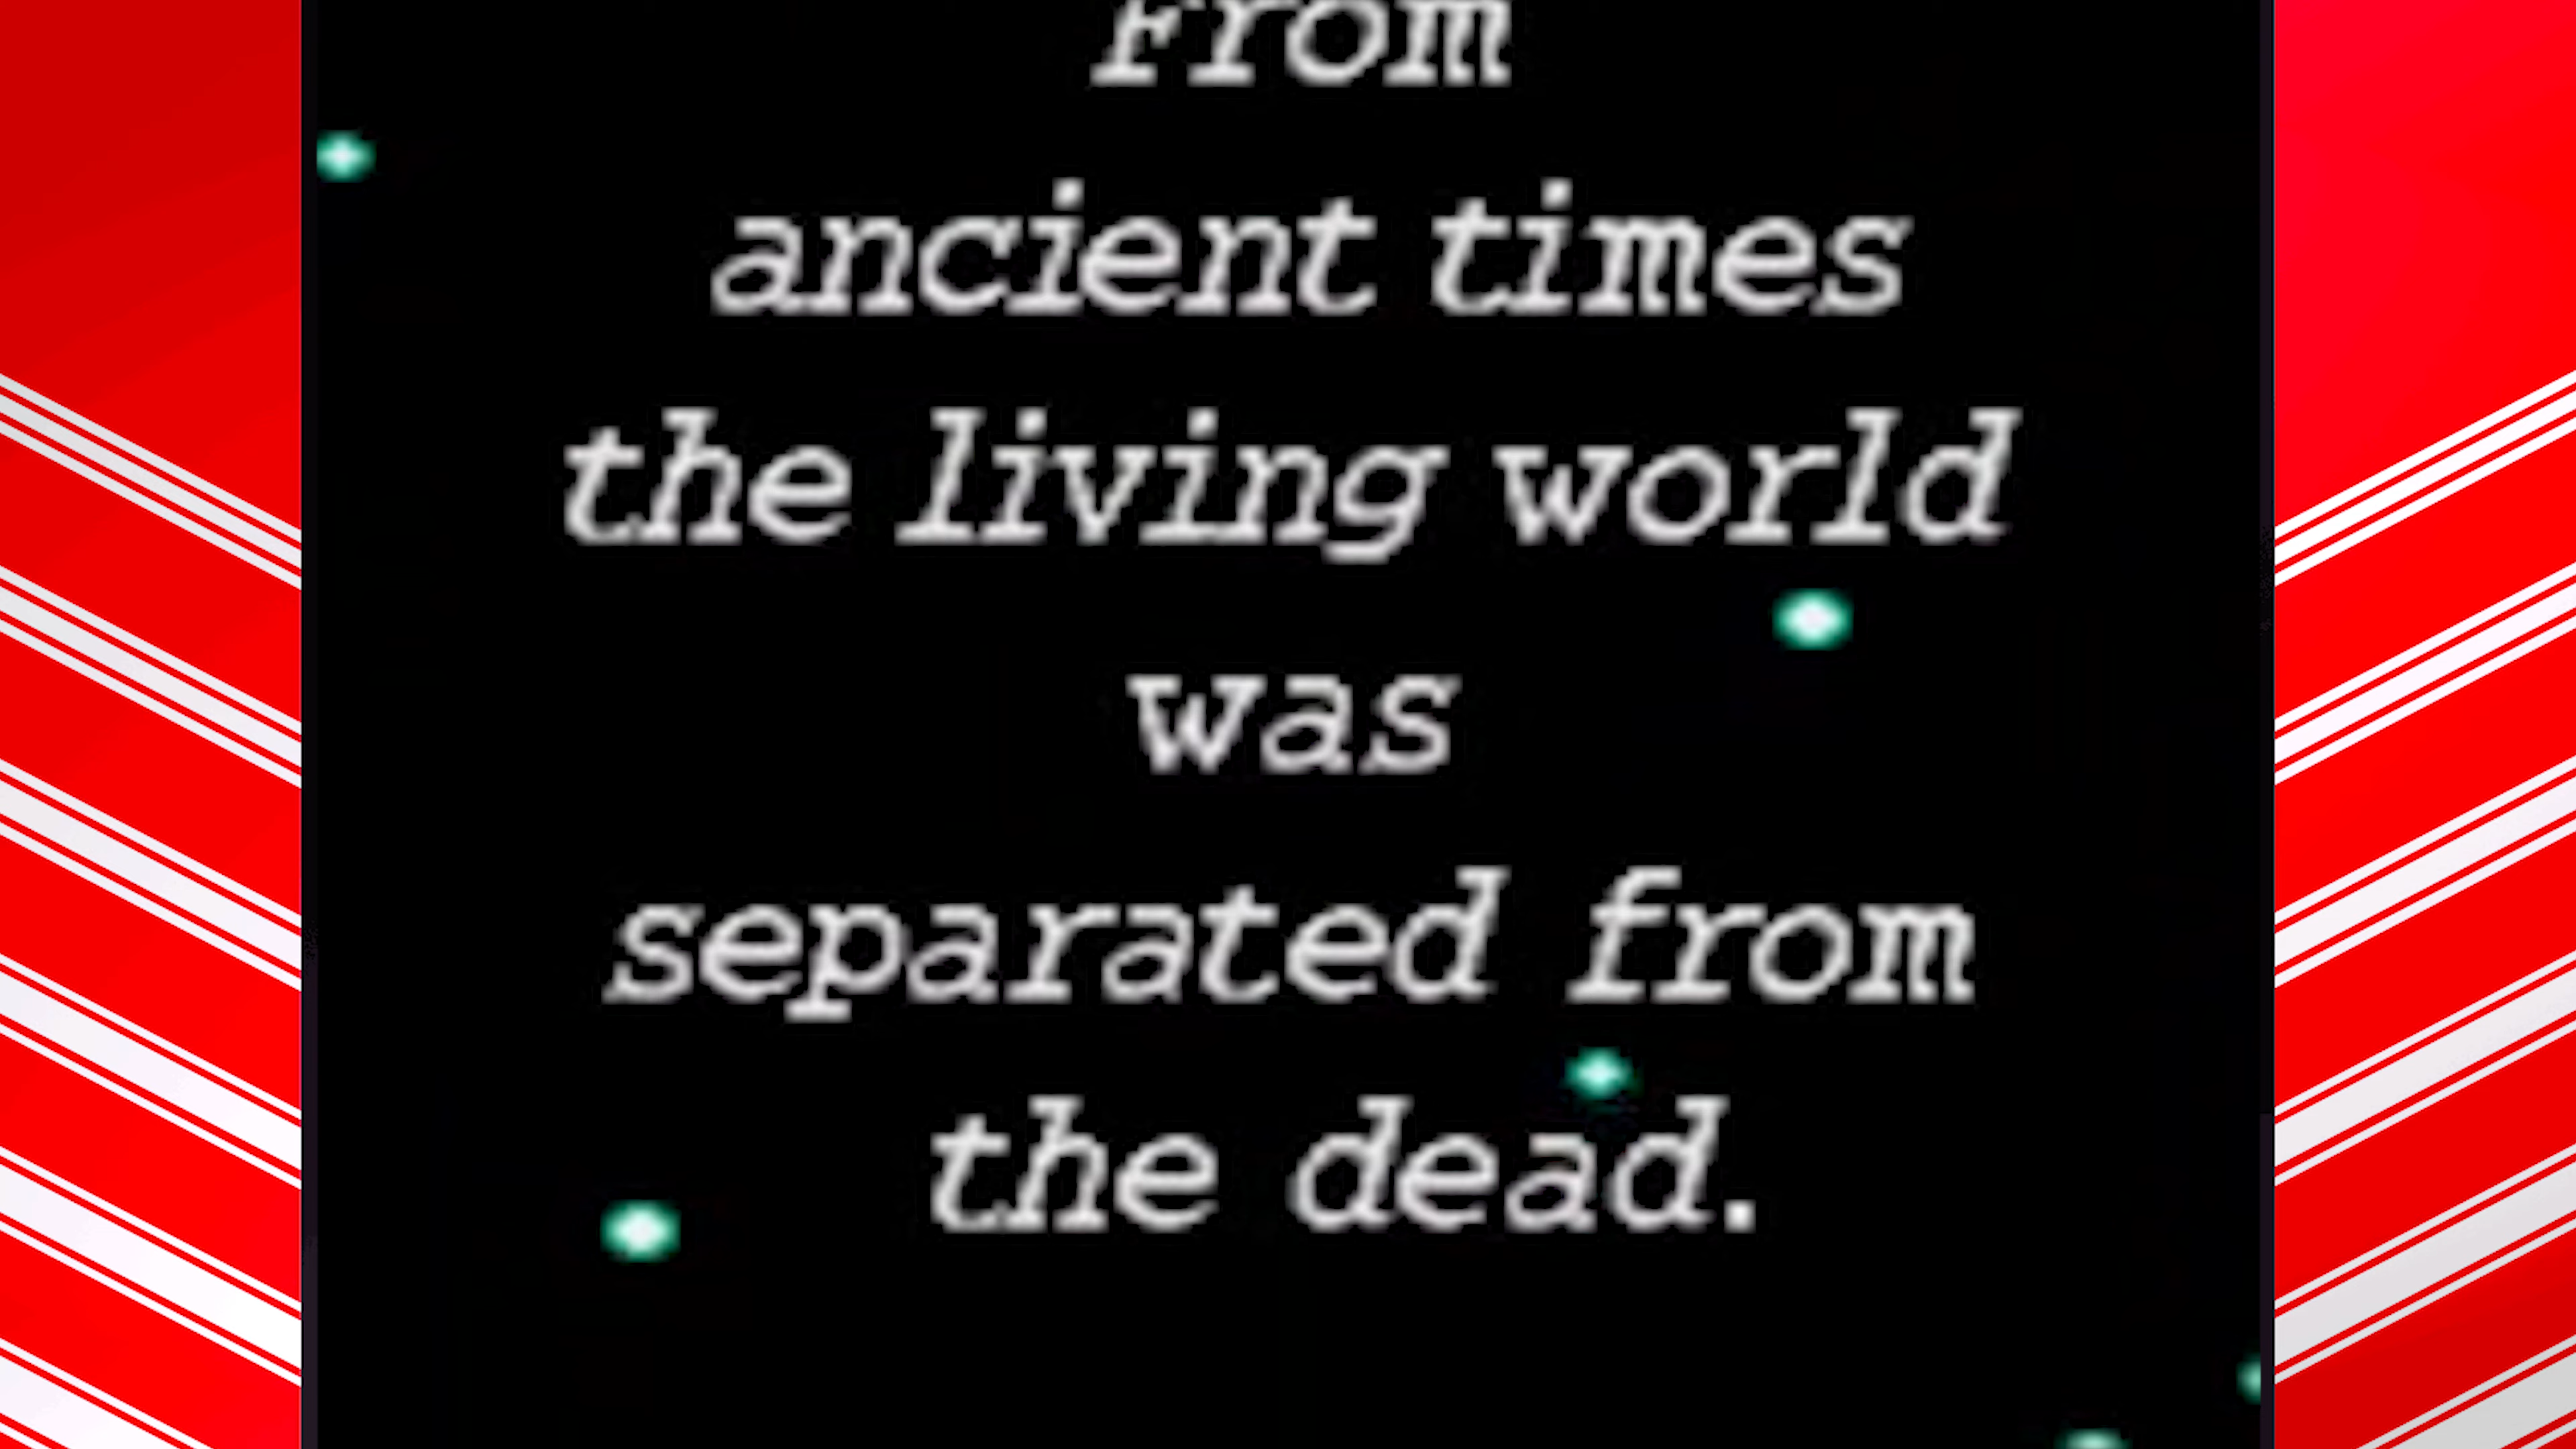 From
ancient times
the living world
was
separated from
the dead.